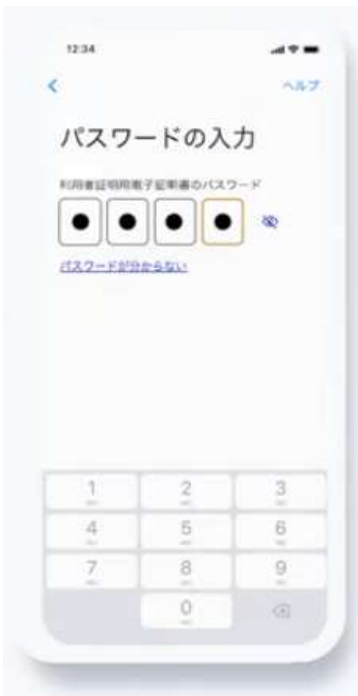 12:34
ヘルプ
パスワードの入力
利用者証明用電子証明書のパスワード
パスワードが分からない
1 2 3
4 5 6
7 8 9
0